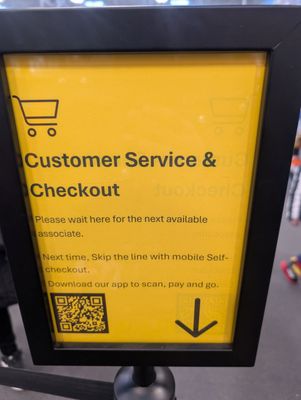 Customer Service &
Checkout
Please wait here for the next available
associate.
Next time, Skip the line with mobile Self-
checkout.
Download our app to scan, pay and go.